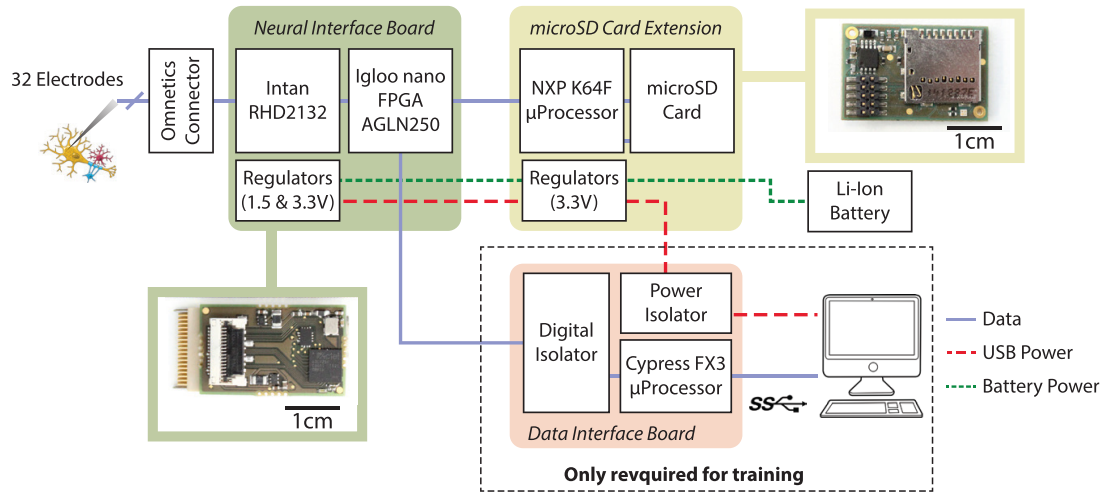 Neural Interface Board
microSD Card Extension
32 Electrodes
Omnetics
Connector
Intan
RHD2132
Igloo nano
FPGA
AGLN250
NXP K64F
µProcessor
microSD
Card
1cm
Regulators
(1.5 & 3.3V)
Regulators
(3.3V)
Li-Ion
Battery
Digital
Isolator
Power
Isolator
Cypress FX3
µProcessor
SS
Data Interface Board
Only revquired for training
1cm
Data
USB Power
Battery Power